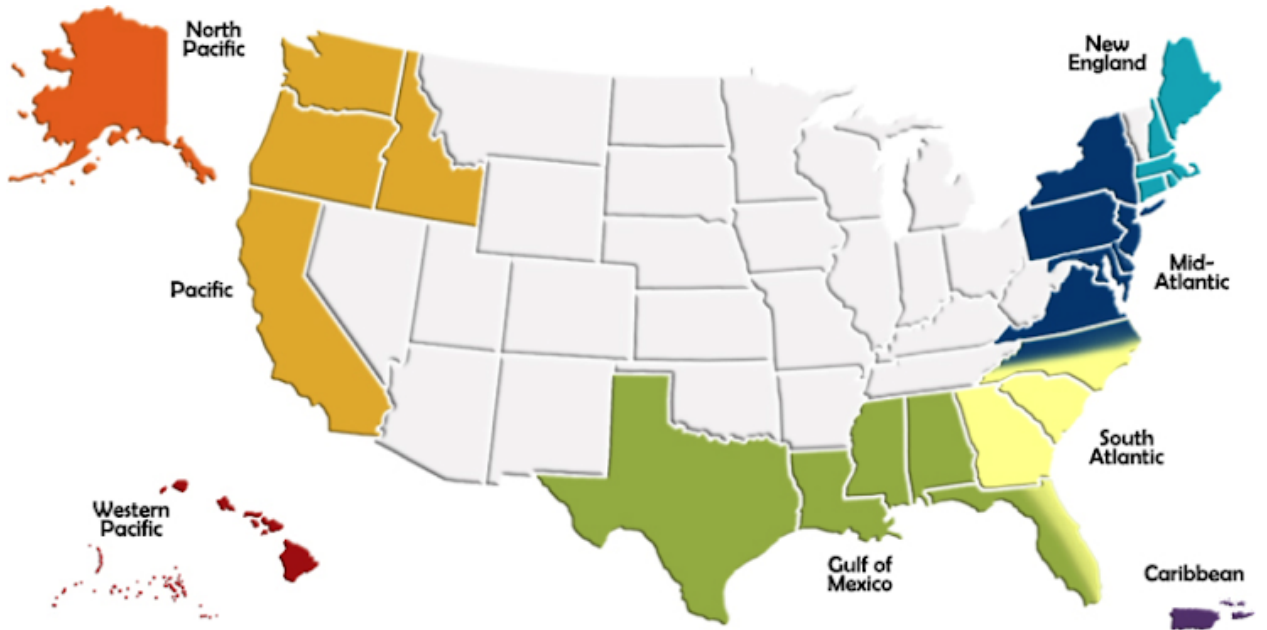 North
Pacific
New
England
Pacific
Mid-
Atlantic
South
Atlantic
Western
Pacific
Gulf of
Mexico
Caribbean